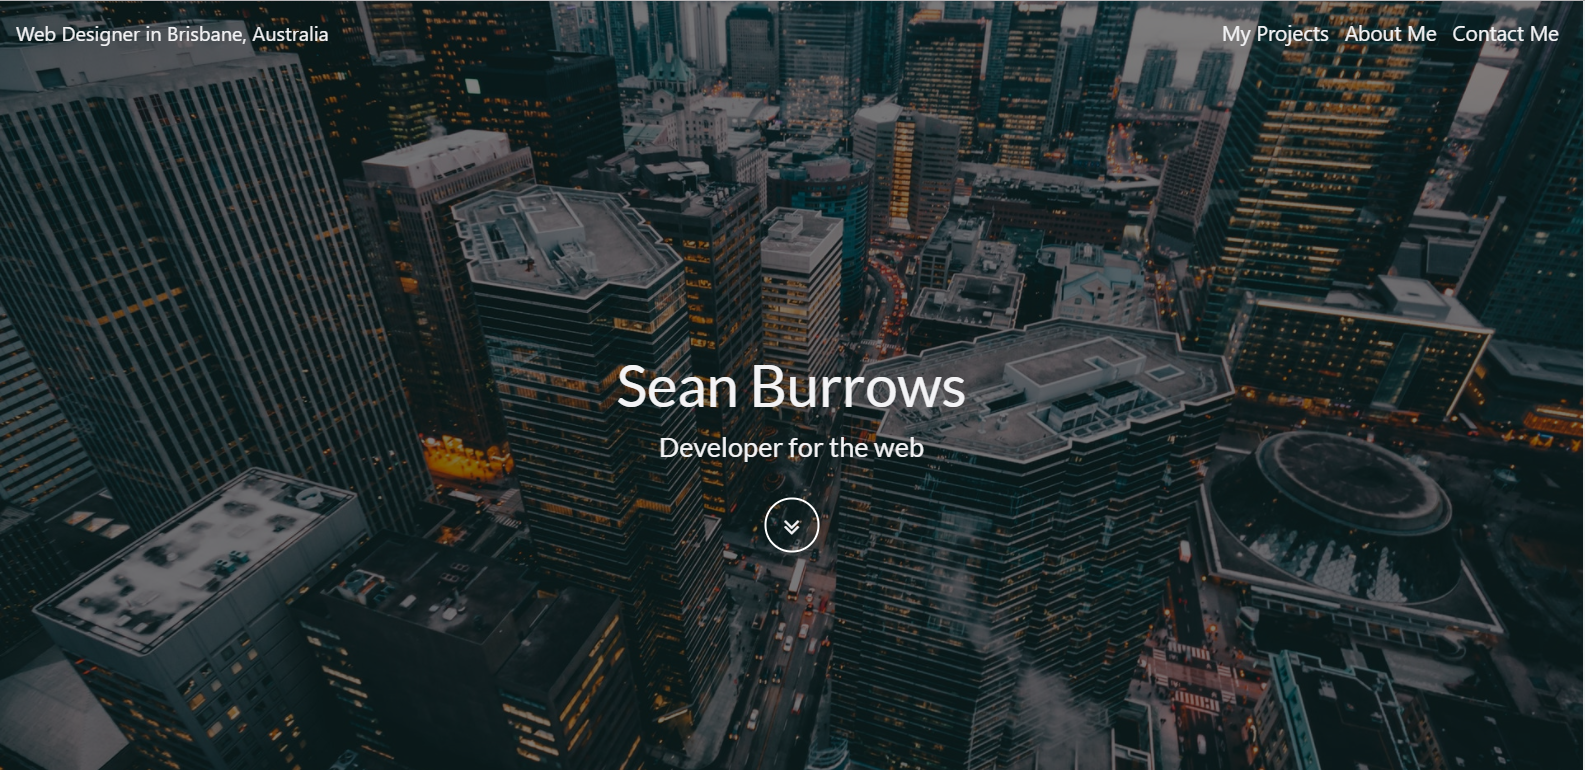 Web Designer in Brisbane, Australia
My Projects About Me Contact Me
Sean Burrows
Developer for the web